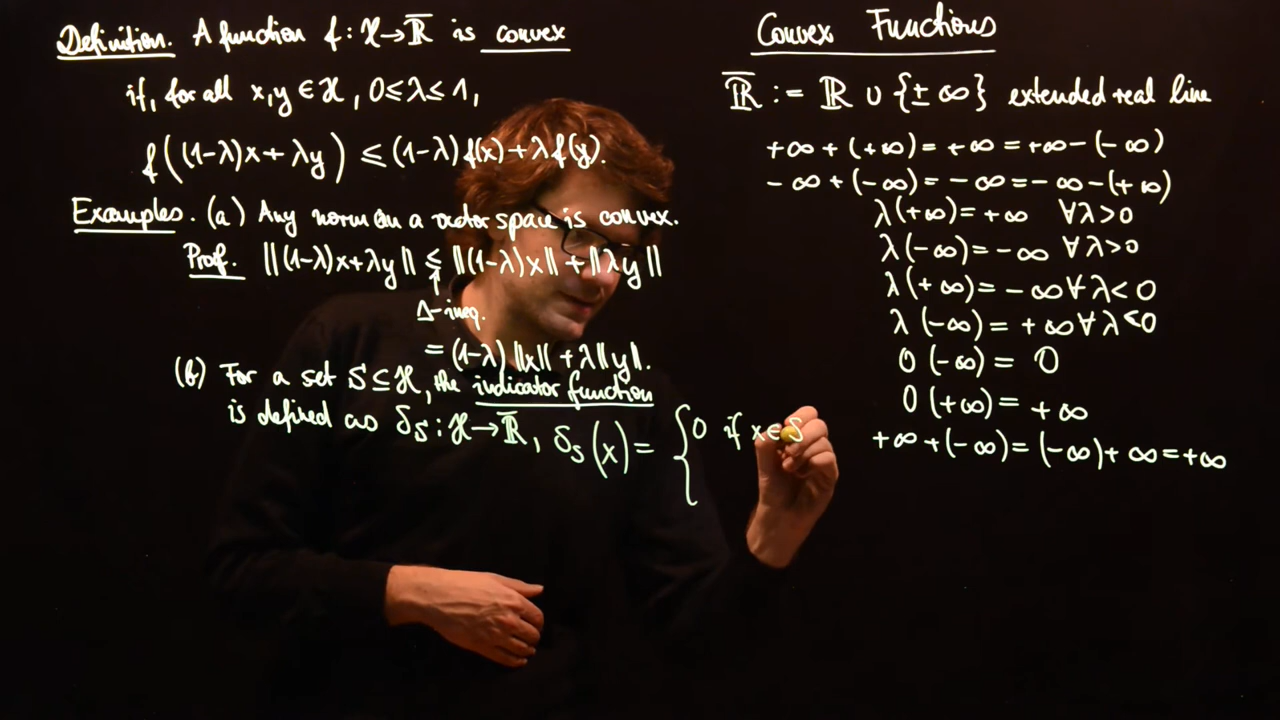 Definition. A function f : X → ℝ̅ is convex
if, for all x,y ∈ X, 0 ≤ λ ≤ 1,
f((1-λ)x + λy) ≤ (1-λ) f(x) + λ f(y).
Examples. (a) Any norm on a vector space is convex.
Proof. ||(1-λ)x + λy|| ≤ ||(1-λ)x|| + ||λy||
↑
Δ-ineq.
= (1-λ) ||x|| + λ||y||.
(b) For a set S ⊆ X, the indicator function
is defined as δ_S : X → ℝ̅, δ_S(x) = { 0 if x ∈ S
Convex Functions
ℝ̅ := ℝ ∪ {±∞} extended real line
+∞ + (+∞) = +∞ = +∞ - (-∞)
-∞ + (-∞) = -∞ = -∞ - (+∞)
λ(+∞) = +∞ ∀λ>0
λ(-∞) = -∞ ∀λ>0
λ(+∞) = -∞ ∀λ<0
λ(-∞) = +∞ ∀λ<0
0 (-∞) = 0
0 (+∞) = +∞
+∞ + (-∞) = (-∞) + ∞ = +∞